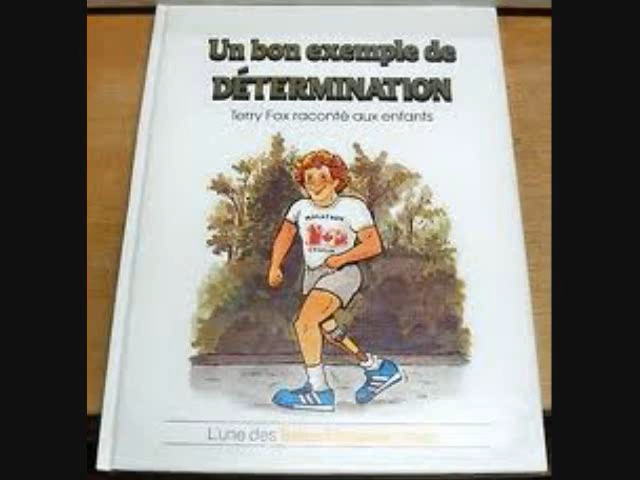 Un bon exemple de
DÉTERMINATION
Terry Fox raconté aux enfants
MARATHON
L'une des